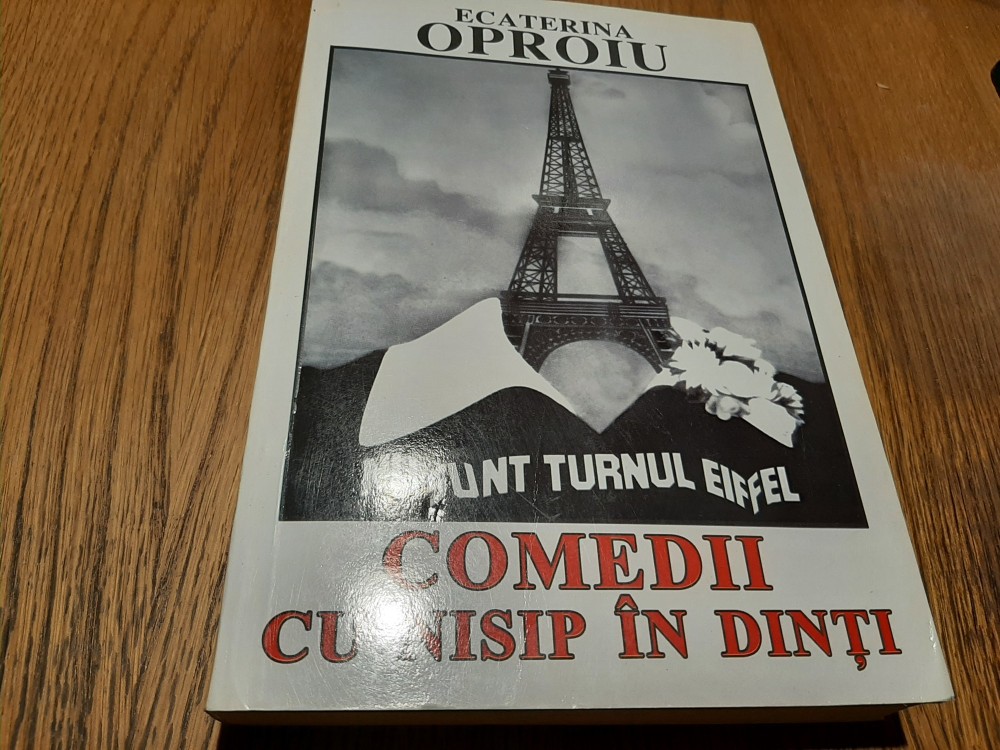 ECATERINA
OPROIU
TURNUL EIFFEL
COMEDII
CU NISIP ÎN DINȚI